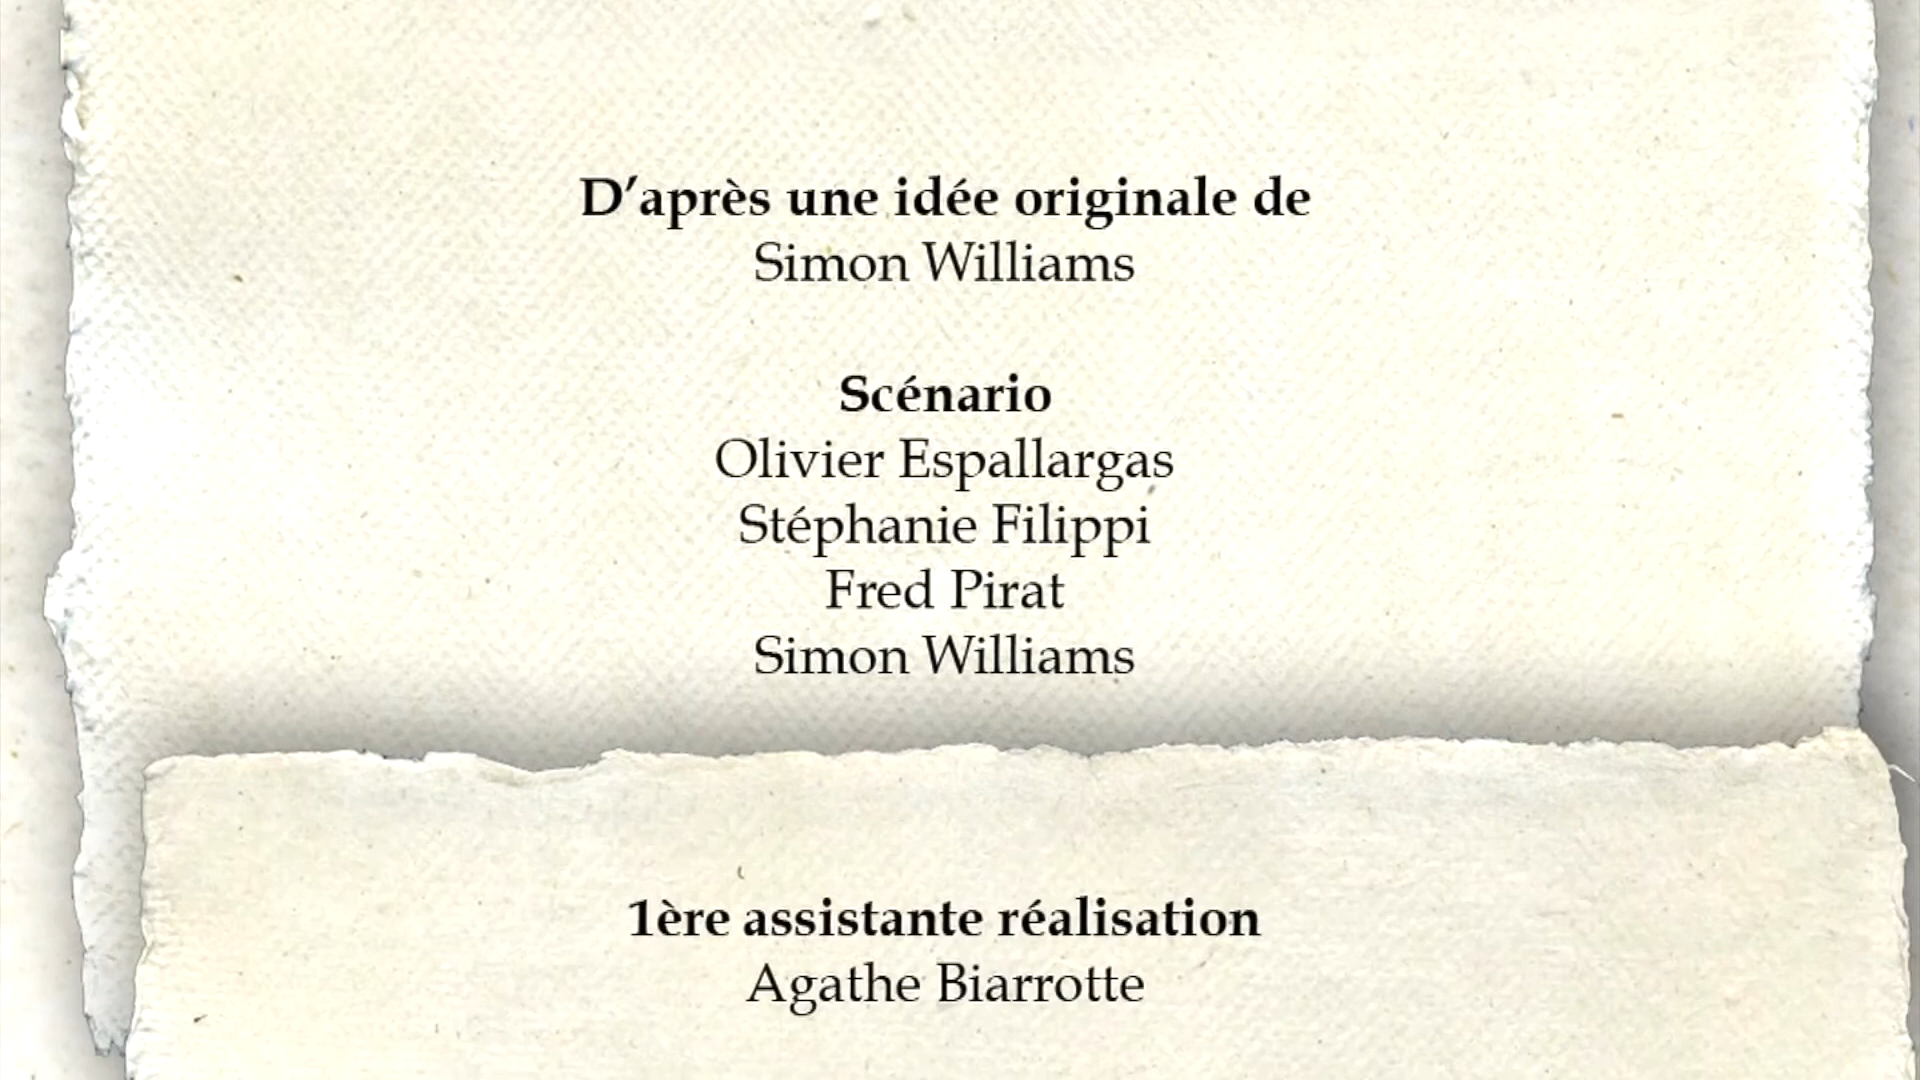 D’après une idée originale de
Simon Williams
Scénario
Olivier Espallargas
Stéphanie Filippi
Fred Pirat
Simon Williams
1ère assistante réalisation
Agathe Biarrotte